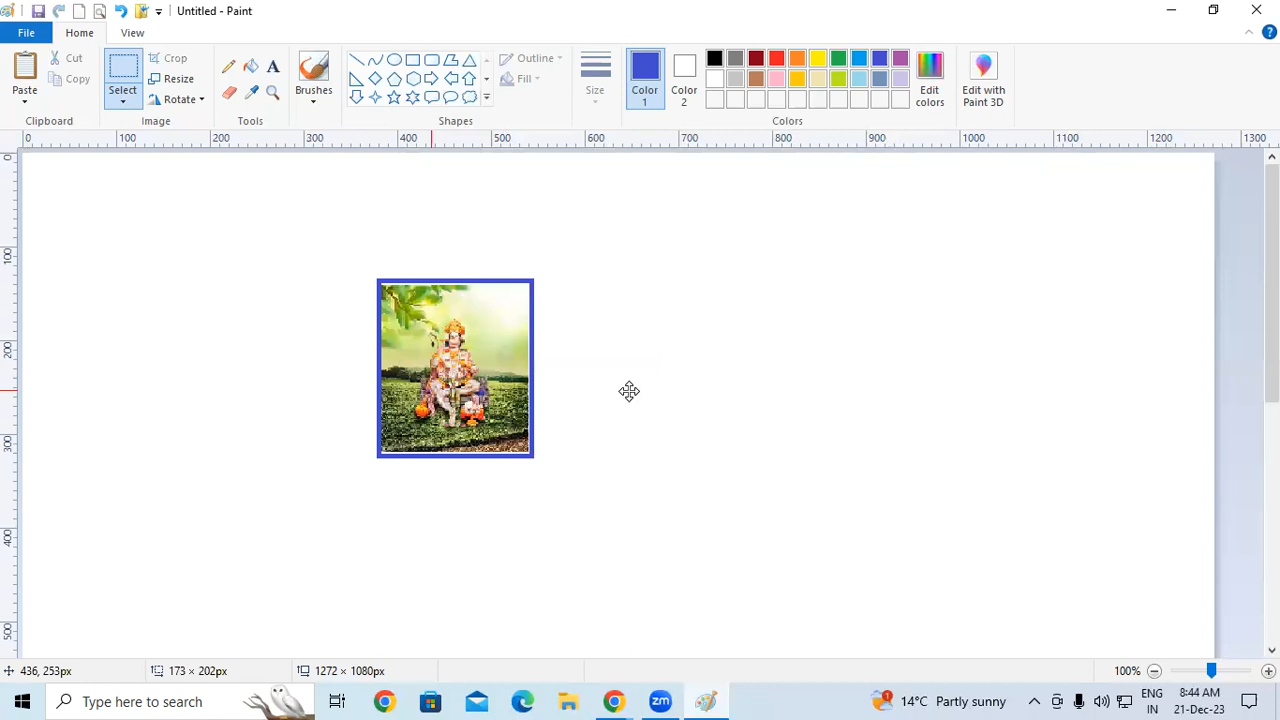 Untitled - Paint
File
Home
View
Paste
Cut
Copy
Clipboard
Select
Crop
Resize
Rotate
Image
A
Tools
Brushes
Outline
Fill
Shapes
Size
Color
1
Color
2
Edit
colors
Colors
Edit with
Paint 3D
0 100 200 300 400 500 600 700 800 900 1000 1100 1200 1300
0
100
200
300
400
500
436, 253px
173 × 202px
1272 × 1080px
100%
Type here to search
zm
14°C Partly sunny
ENG
IN
8:44 AM
21-Dec-23